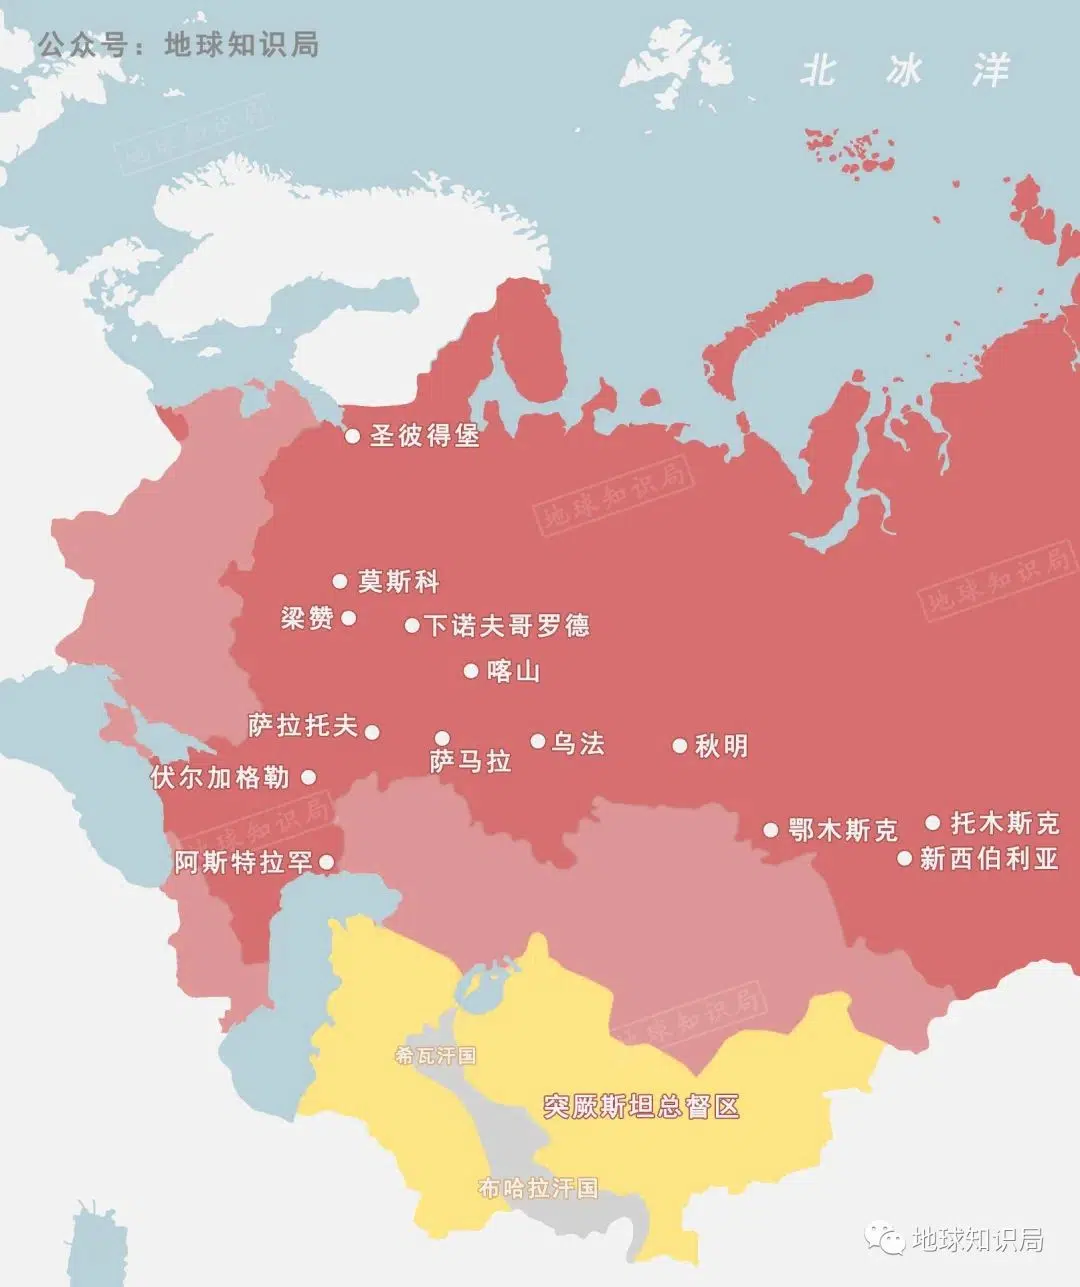 公众号：地球知识局
北冰洋
地球知识局
圣彼得堡
地球知识局
地球知识局
莫斯科
梁赞
下诺夫哥罗德
喀山
萨拉托夫
萨马拉
乌法
秋明
伏尔加格勒
地球知识局
鄂木斯克
托木斯克
新西伯利亚
阿斯特拉罕
地球知识局
希瓦汗国
突厥斯坦总督区
布哈拉汗国
地球知识局